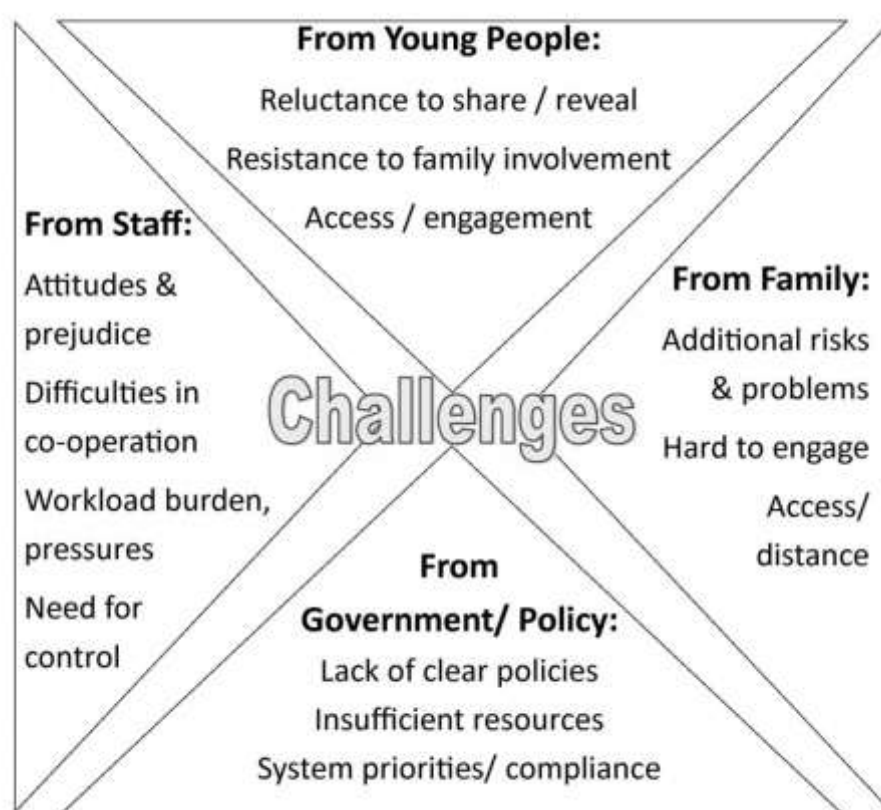 From Young People:
Reluctance to share / reveal
Resistance to family involvement
Access / engagement
From Staff:
Attitudes &
prejudice
Difficulties in
co-operation
Workload burden,
pressures
Need for
control
Challenges
From Family:
Additional risks
& problems
Hard to engage
Access/
distance
From
Government/ Policy:
Lack of clear policies
Insufficient resources
System priorities/ compliance